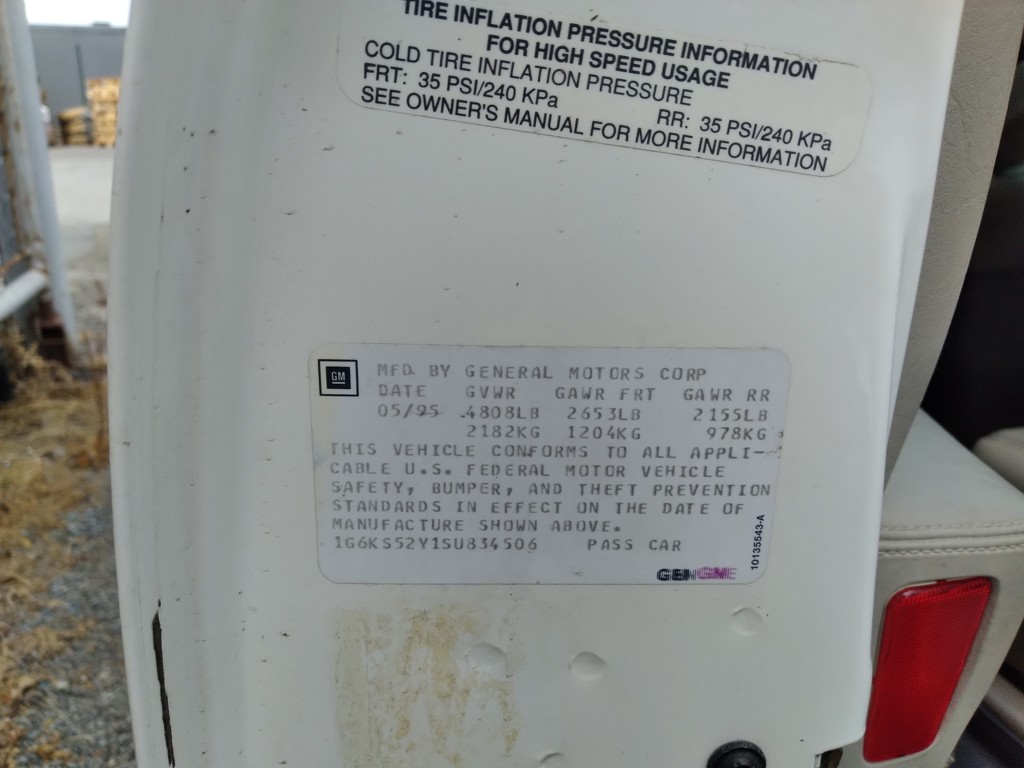 TIRE INFLATION PRESSURE INFORMATION
FOR HIGH SPEED USAGE
COLD TIRE INFLATION PRESSURE
FRT: 35 PSI/240 KPa RR: 35 PSI/240 KPa
SEE OWNER'S MANUAL FOR MORE INFORMATION
GM
MFD BY GENERAL MOTORS CORP
DATE GVWR GAWR FRT GAWR RR
05/95 4808LB 2653LB 2155LB
2182KG 1204KG 978KG
THIS VEHICLE CONFORMS TO ALL APPLI-
CABLE U.S. FEDERAL MOTOR VEHICLE
SAFETY, BUMPER, AND THEFT PREVENTION
STANDARDS IN EFFECT ON THE DATE OF
MANUFACTURE SHOWN ABOVE.
1G6KS52Y1SU834506 PASS CAR
10135543-A